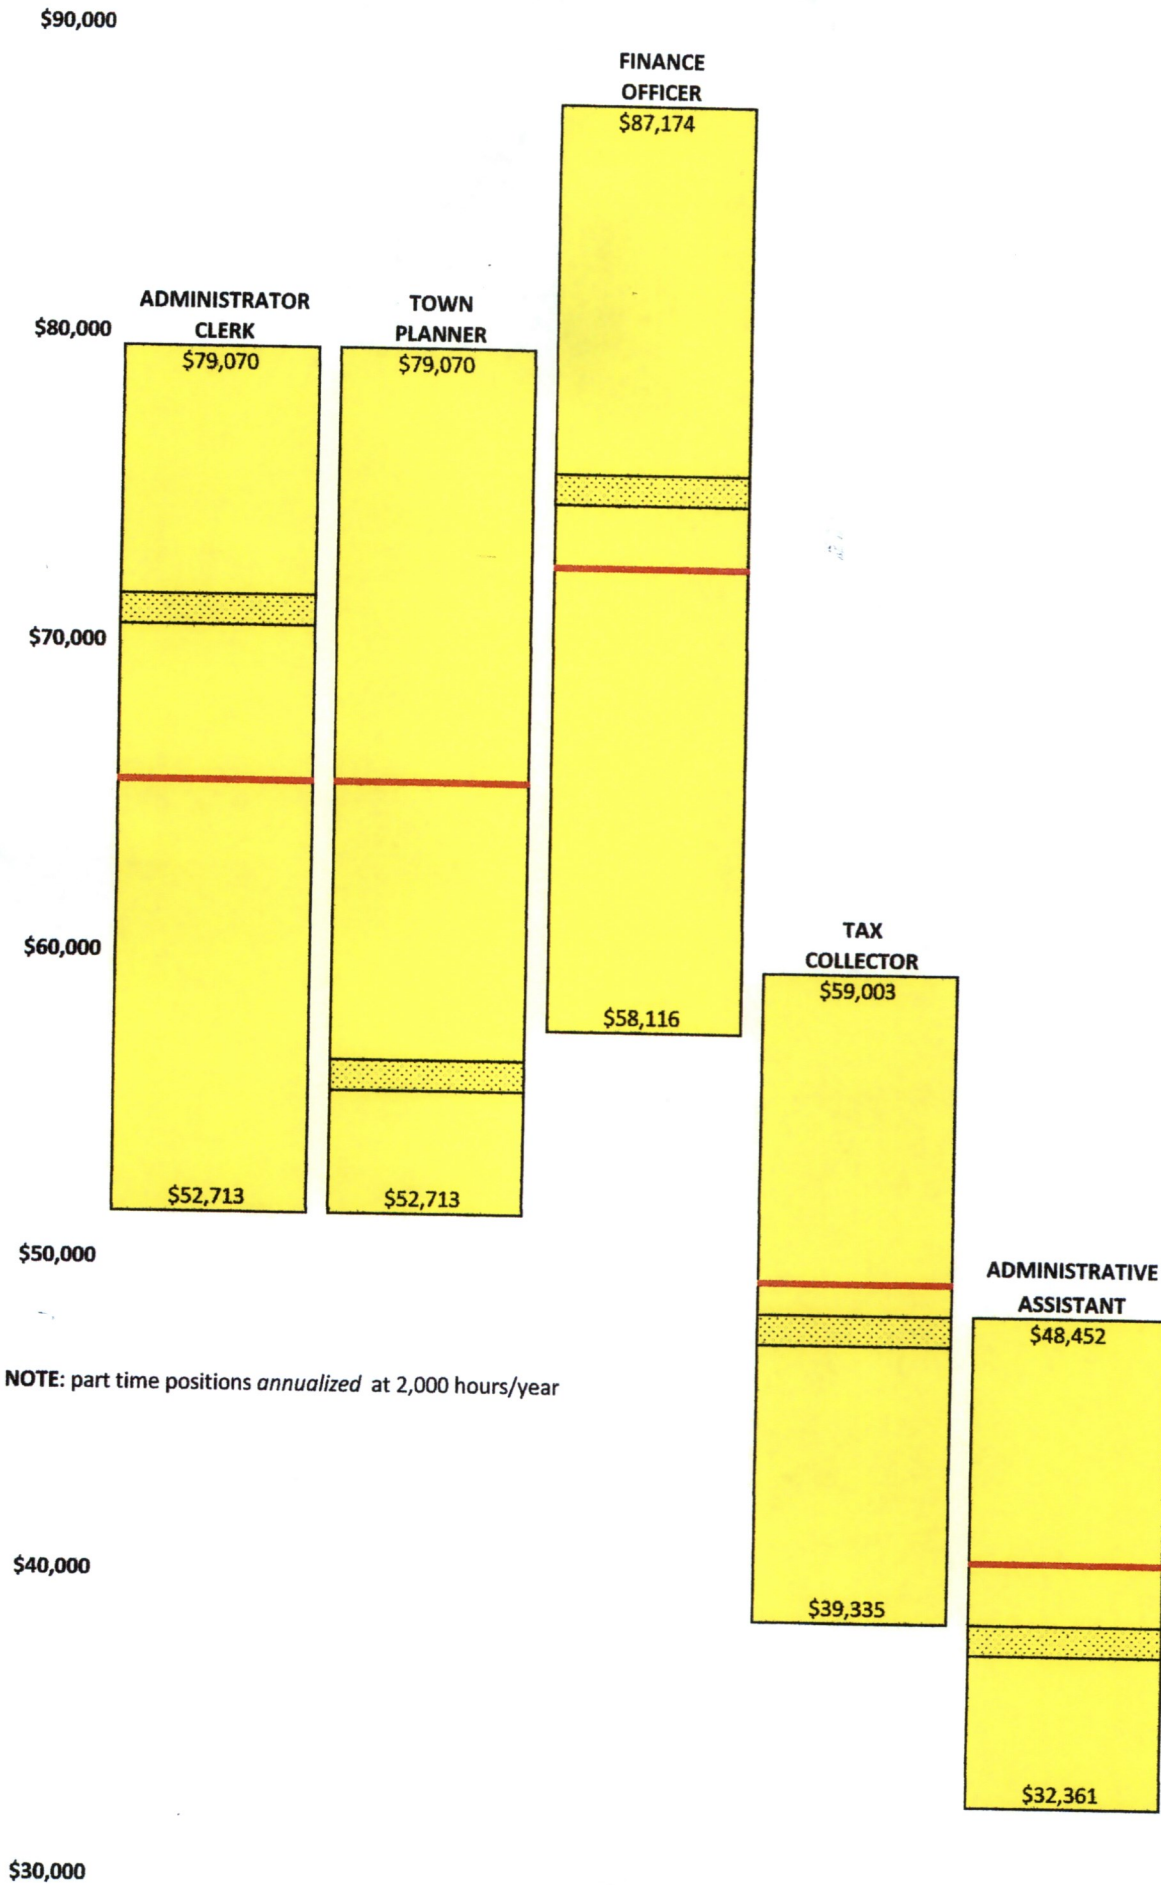 $90,000
FINANCE
OFFICER
$87,174
ADMINISTRATOR
CLERK
$79,070
TOWN
PLANNER
$79,070
$80,000
$70,000
$60,000
TAX
COLLECTOR
$59,003
$58,116
$52,713
$52,713
$50,000
ADMINISTRATIVE
ASSISTANT
$48,452
NOTE: part time positions annualized at 2,000 hours/year
$40,000
$39,335
$32,361
$30,000